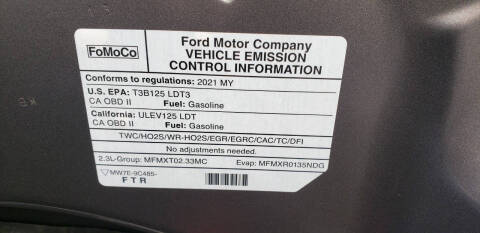 FoMoCo
Ford Motor Company
VEHICLE EMISSION
CONTROL INFORMATION
Conforms to regulations: 2021 MY
U.S. EPA: T3B125 LDT3
CA OBD II Fuel: Gasoline
California: ULEV125 LDT
CA OBD II Fuel: Gasoline
TWC/HO2S/WR-HO2S/EGR/EGRC/CAC/TC/DFI
No adjustments needed.
2.3L-Group: MFMXT02.33MC Evap: MFMXR0135NDG
MW7E-9C485-
FTR